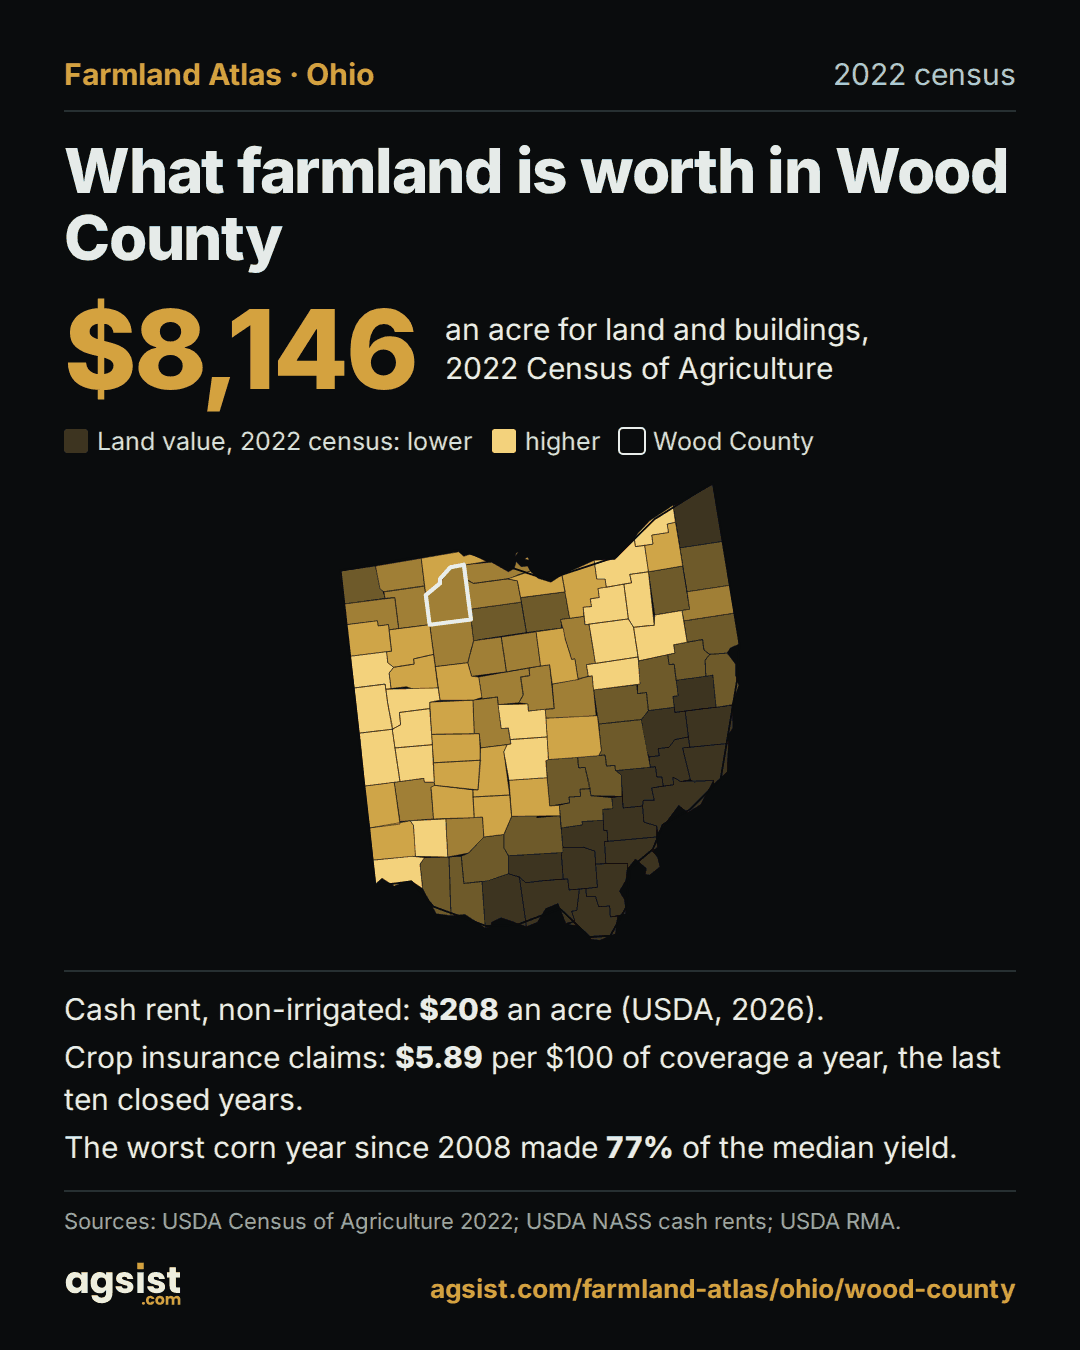 Farmland Atlas · Ohio
2022 census
What farmland is worth in Wood
County
$8,146
an acre for land and buildings,
2022 Census of Agriculture
Land value, 2022 census: lower
higher
Wood County
Cash rent, non-irrigated: $208 an acre (USDA, 2026).
Crop insurance claims: $5.89 per $100 of coverage a year, the last
ten closed years.
The worst corn year since 2008 made 77% of the median yield.
Sources: USDA Census of Agriculture 2022; USDA NASS cash rents; USDA RMA.
agsist
.com
agsist.com/farmland-atlas/ohio/wood-county